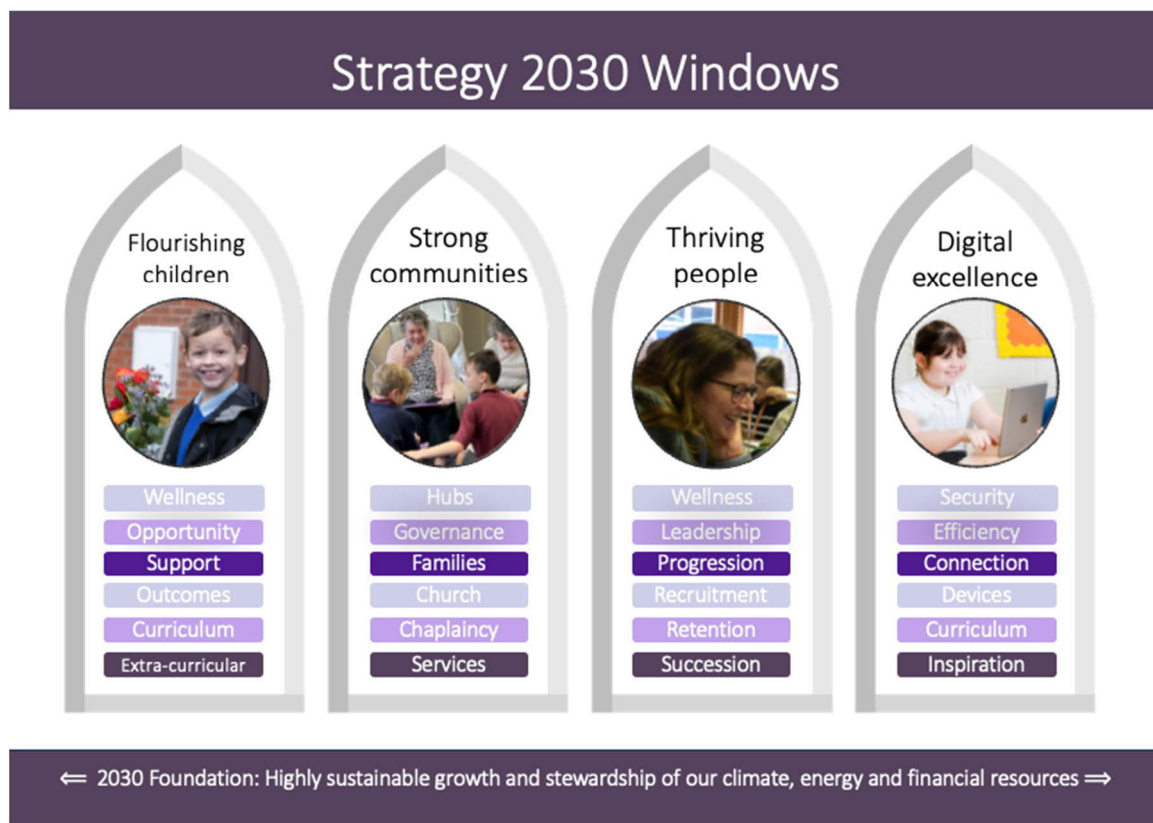 Strategy 2030 Windows
Flourishing
children
Wellness
Opportunity
Support
Outcomes
Curriculum
Extra-curricular
Strong
communities
Hubs
Governance
Families
Church
Chaplaincy
Services
Thriving
people
Wellness
Leadership
Progression
Recruitment
Retention
Succession
Digital
excellence
Security
Efficiency
Connection
Devices
Curriculum
Inspiration
⇐ 2030 Foundation: Highly sustainable growth and stewardship of our climate, energy and financial resources ⇒